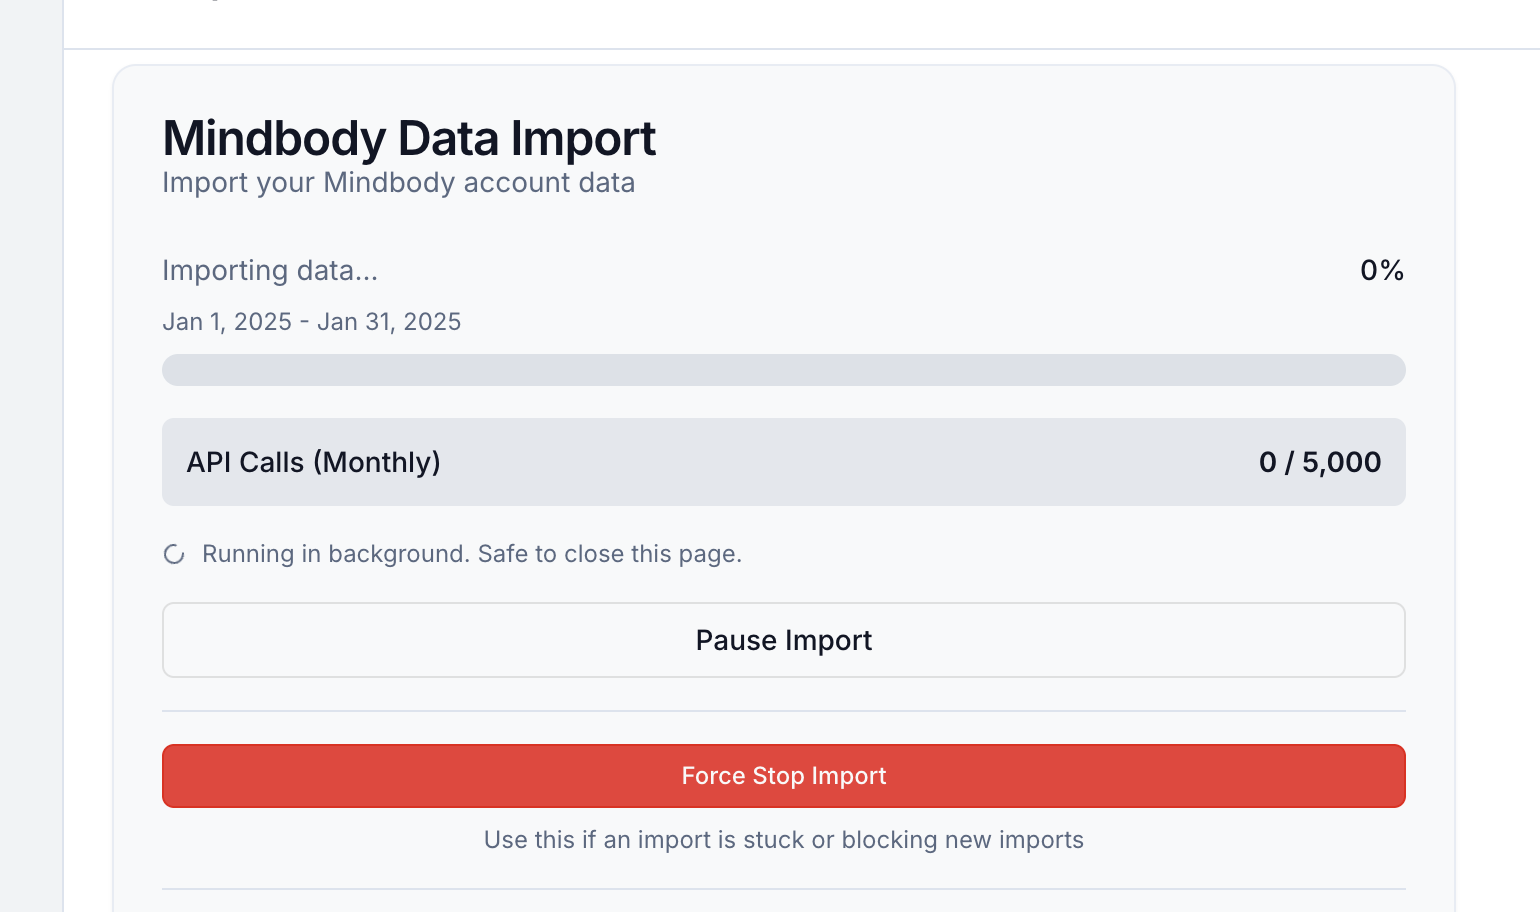 Mindbody Data Import
Import your Mindbody account data
Importing data...
0%
Jan 1, 2025 - Jan 31, 2025
API Calls (Monthly)
0 / 5,000
Running in background. Safe to close this page.
Pause Import
Force Stop Import
Use this if an import is stuck or blocking new imports